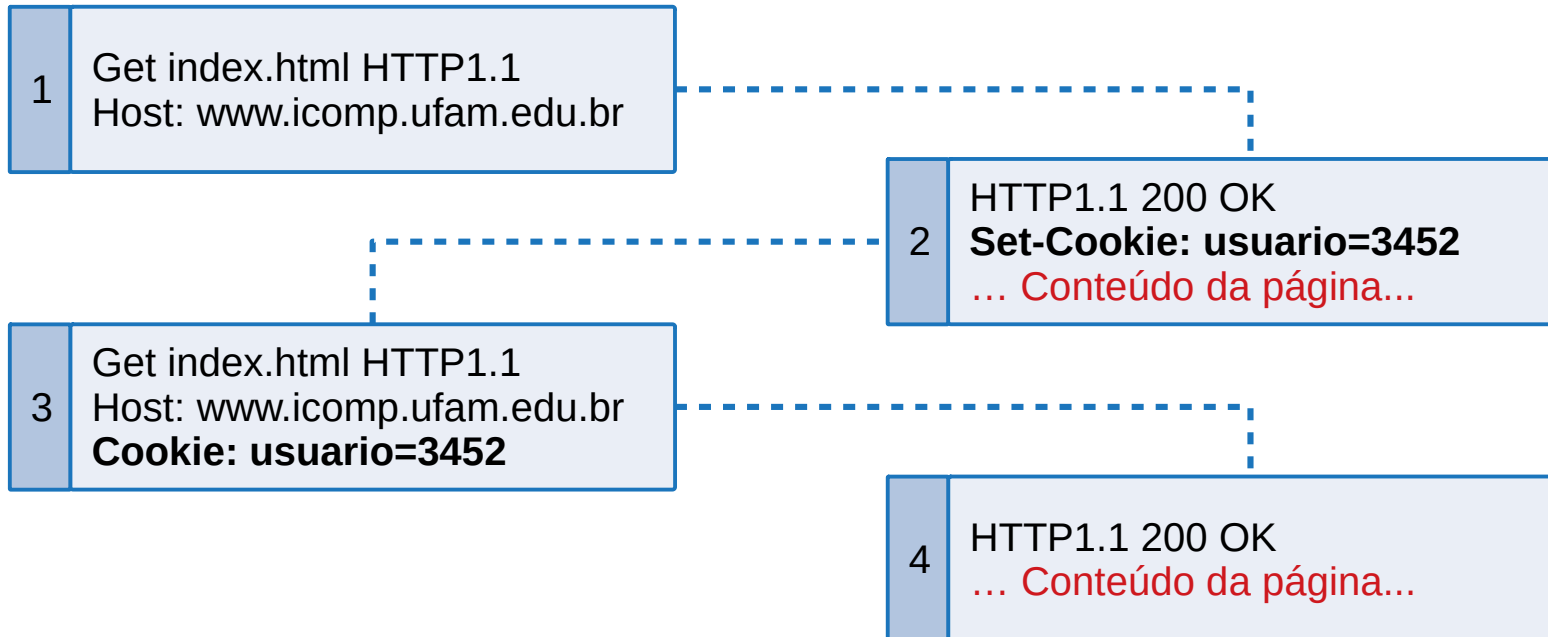 1
Get index.html HTTP1.1
Host: www.icomp.ufam.edu.br
2
HTTP1.1 200 OK
Set-Cookie: usuario=3452
… Conteúdo da página...
3
Get index.html HTTP1.1
Host: www.icomp.ufam.edu.br
Cookie: usuario=3452
4
HTTP1.1 200 OK
… Conteúdo da página...